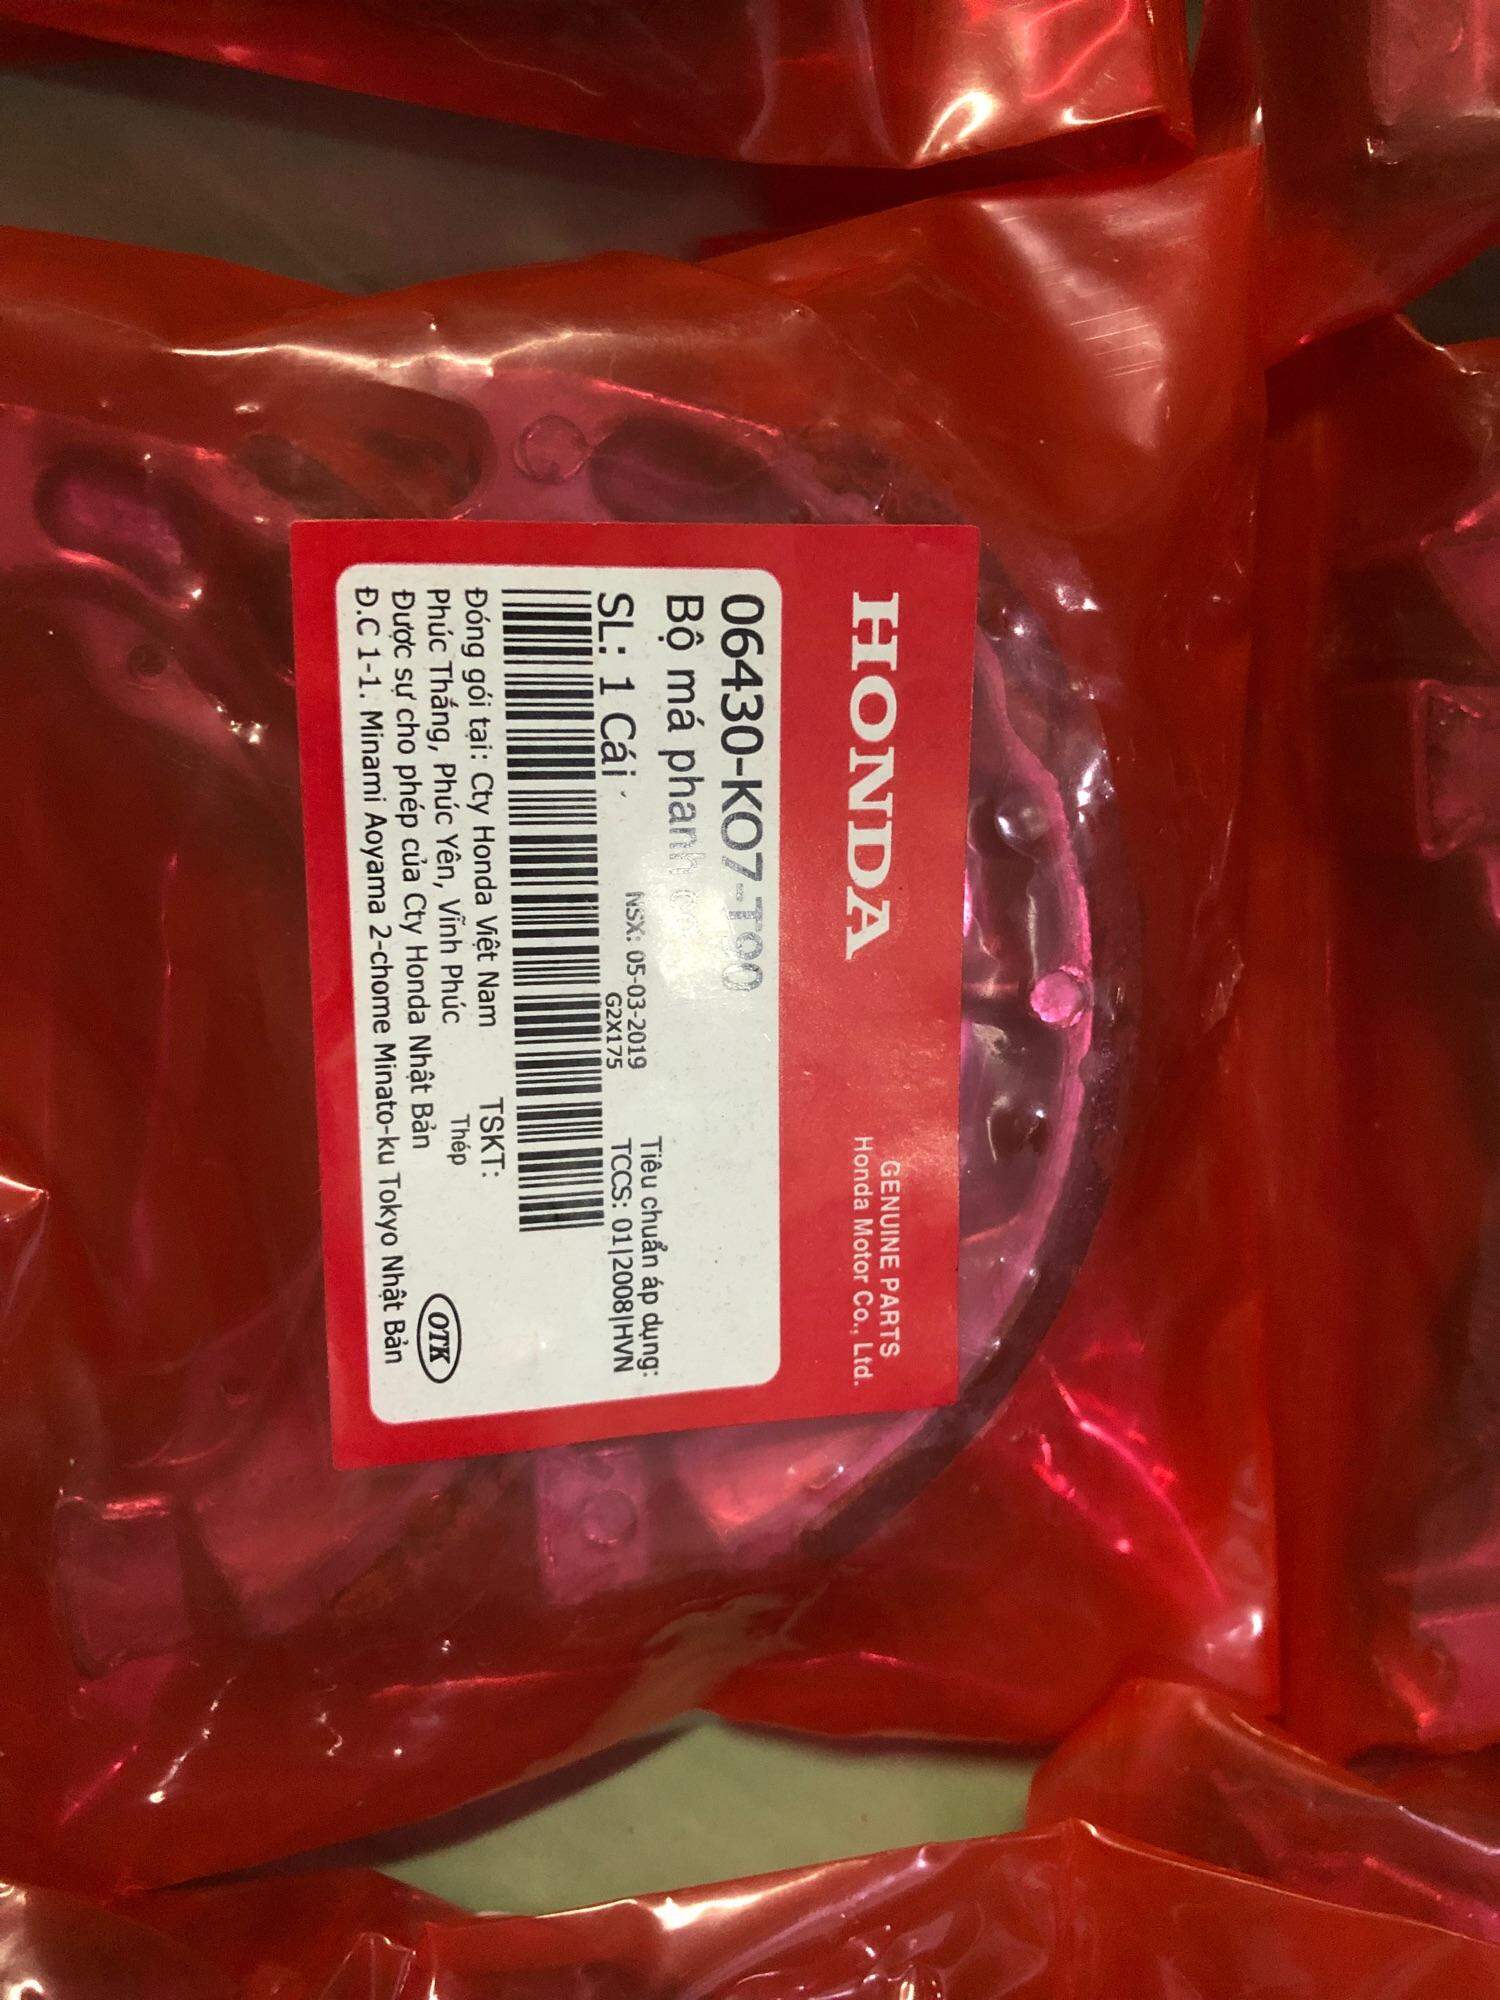 HONDA
GENUINE PARTS
Honda Motor Co., Ltd.
06430-KO7-T90
Bộ má phanh
SL: 1 Cái
NSX: 05-03-2019
G2X175
Tiêu chuẩn áp dụng:
TCCS: 01|2008|HVN
Đóng gói tại: Cty Honda Việt Nam
Phúc Thắng, Phúc Yên, Vĩnh Phúc
TSKT:
Thép
Được sự cho phép của Cty Honda Nhật Bản
Đ.C 1-1. Minami Aoyama 2-chome Minato-ku Tokyo Nhật Bản
OTK